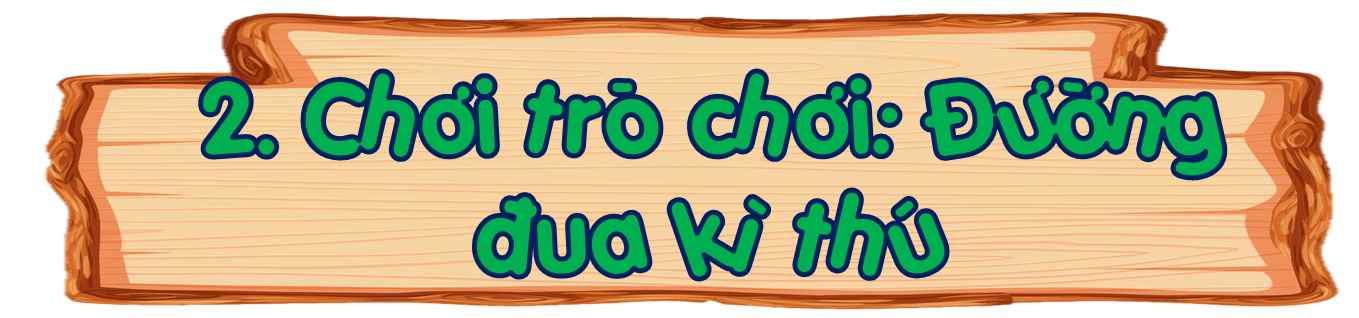 2. Chơi trò chơi: Đường
đua kì thú